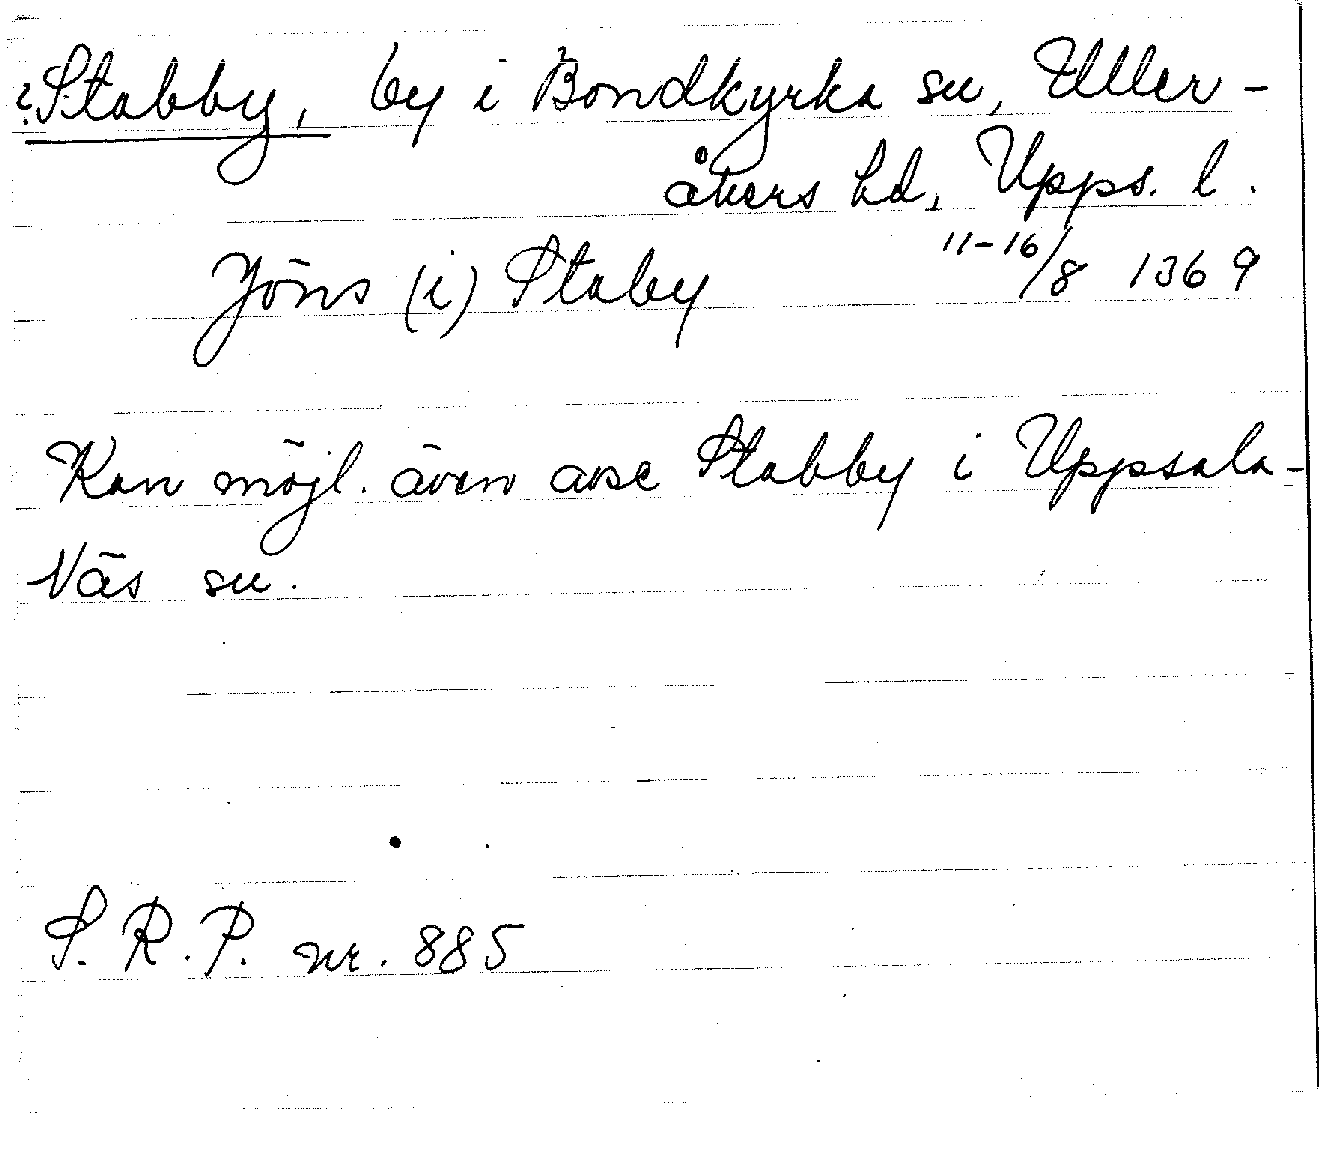 ?Stabby, by i Bondkyrka sn, Uller-
åkers hd, Upps. l.
Jöns (i) Staby 11-16/8 1369
Kan möjl. även avse Stabby i Uppsala-
Näs sn.
S.R.P. nr. 885